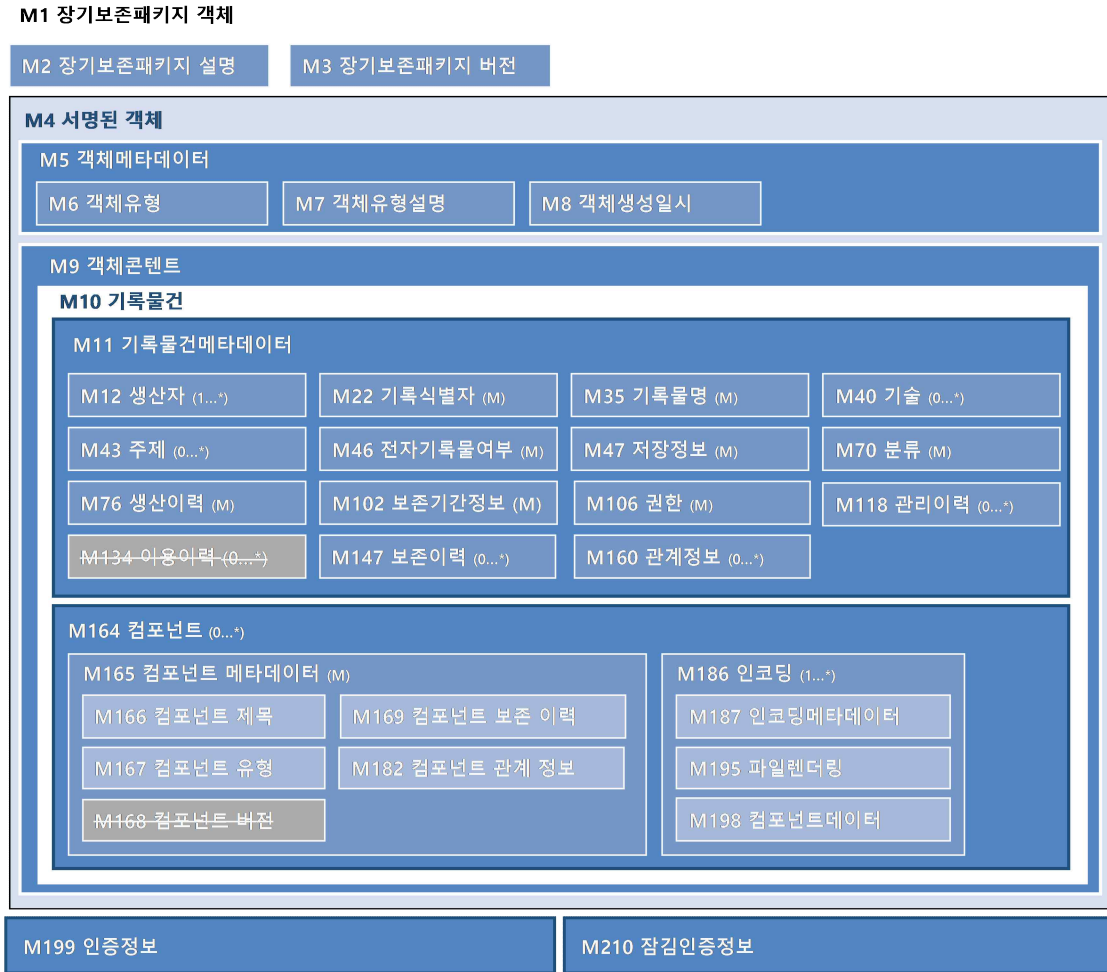 M1 장기보존패키지 객체
M2 장기보존패키지 설명
M3 장기보존패키지 버전
M4 서명된 객체
M5 객체메타데이터
M6 객체유형
M7 객체유형설명
M8 객체생성일시
M9 객체콘텐트
M10 기록물건
M11 기록물건메타데이터
M12 생산자 (1...*)
M22 기록식별자 (M)
M35 기록물명 (M)
M40 기술 (0...*)
M43 주제 (0...*)
M46 전자기록물여부 (M)
M47 저장정보 (M)
M70 분류 (M)
M76 생산이력 (M)
M102 보존기간정보 (M)
M106 권한 (M)
M118 관리이력 (0...*)
M134 이용이력 (0...*)
M147 보존이력 (0...*)
M160 관계정보 (0...*)
M164 컴포넌트 (0...*)
M165 컴포넌트 메타데이터 (M)
M166 컴포넌트 제목
M169 컴포넌트 보존 이력
M167 컴포넌트 유형
M182 컴포넌트 관계 정보
M168 컴포넌트 버전
M186 인코딩 (1...*)
M187 인코딩메타데이터
M195 파일렌더링
M198 컴포넌트데이터
M199 인증정보
M210 잠김인증정보